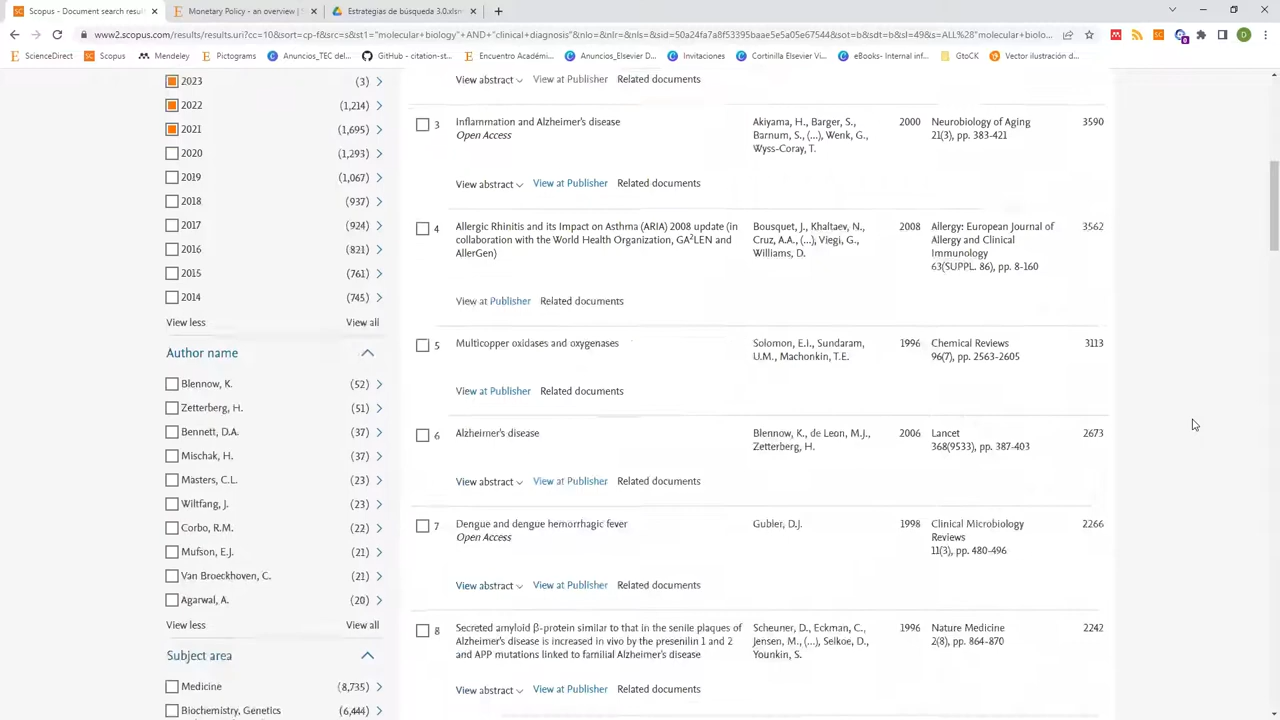 Scopus - Document search resul
Monetary Policy - an overview |
Estrategias de búsqueda 3.0.xlsm
www2.scopus.com/results/results.uri?cc=10&sort=cp-f&src=s&st1="molecular biology" AND "clinical diagnosis"&nlo=&nlr=&nls=&sid=50a24fa7a8f53395baae5e5a05e67544&sot=b&sdt=b&sl=49&s=ALL%28"molecular+biolo...
ScienceDirect
Scopus
Mendeley
Pictograms
Anuncios_TEC del...
GitHub - citation-st...
Encuentro Académi...
Anuncios_Elsevier D...
Invitaciones
Cortinilla Elsevier Vi...
eBooks- Internal inf...
GtoCK
Vector ilustración d...
2023 (3)
2022 (1,214)
2021 (1,695)
2020 (1,293)
2019 (1,067)
2018 (937)
2017 (924)
2016 (821)
2015 (761)
2014 (745)
View less View all
Author name
Blennow, K. (52)
Zetterberg, H. (51)
Bennett, D.A. (37)
Mischak, H. (37)
Masters, C.L. (23)
Wiltfang, J. (23)
Corbo, R.M. (22)
Mufson, E.J. (21)
Van Broeckhoven, C. (21)
Agarwal, A. (20)
View less View all
Subject area
Medicine (8,735)
Biochemistry, Genetics (6,444)
View abstract View at Publisher Related documents
3 Inflammation and Alzheimer's disease
Open Access
Akiyama, H., Barger, S.,
Barnum, S., (...), Wenk, G.,
Wyss-Coray, T.
2000
Neurobiology of Aging
21(3), pp. 383-421
3590
View abstract View at Publisher Related documents
4 Allergic Rhinitis and its Impact on Asthma (ARIA) 2008 update (in
collaboration with the World Health Organization, GA²LEN and
AllerGen)
Bousquet, J., Khaltaev, N.,
Cruz, A.A., (...), Viegi, G.,
Williams, D.
2008
Allergy: European Journal of
Allergy and Clinical
Immunology
63(SUPPL. 86), pp. 8-160
3562
View at Publisher Related documents
5 Multicopper oxidases and oxygenases
Solomon, E.I., Sundaram,
U.M., Machonkin, T.E.
1996
Chemical Reviews
96(7), pp. 2563-2605
3113
View at Publisher Related documents
6 Alzheimer's disease
Blennow, K., de Leon, M.J.,
Zetterberg, H.
2006
Lancet
368(9533), pp. 387-403
2673
View abstract View at Publisher Related documents
7 Dengue and dengue hemorrhagic fever
Open Access
Gubler, D.J.
1998
Clinical Microbiology
Reviews
11(3), pp. 480-496
2266
View abstract View at Publisher Related documents
8 Secreted amyloid β-protein similar to that in the senile plaques of
Alzheimer's disease is increased in vivo by the presenilin 1 and 2
and APP mutations linked to familial Alzheimer's disease
Scheuner, D., Eckman, C.,
Jensen, M., (...), Selkoe, D.,
Younkin, S.
1996
Nature Medicine
2(8), pp. 864-870
2242
View abstract View at Publisher Related documents